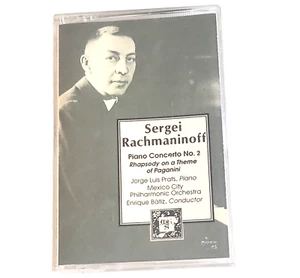 Sergei
Rachmaninoff
Piano Concerto No. 2
Rhapsody on a Theme
of Paganini
Jorge Luis Prats, Piano
Mexico City
Philharmonic Orchestra
Enrique Bátiz, Conductor